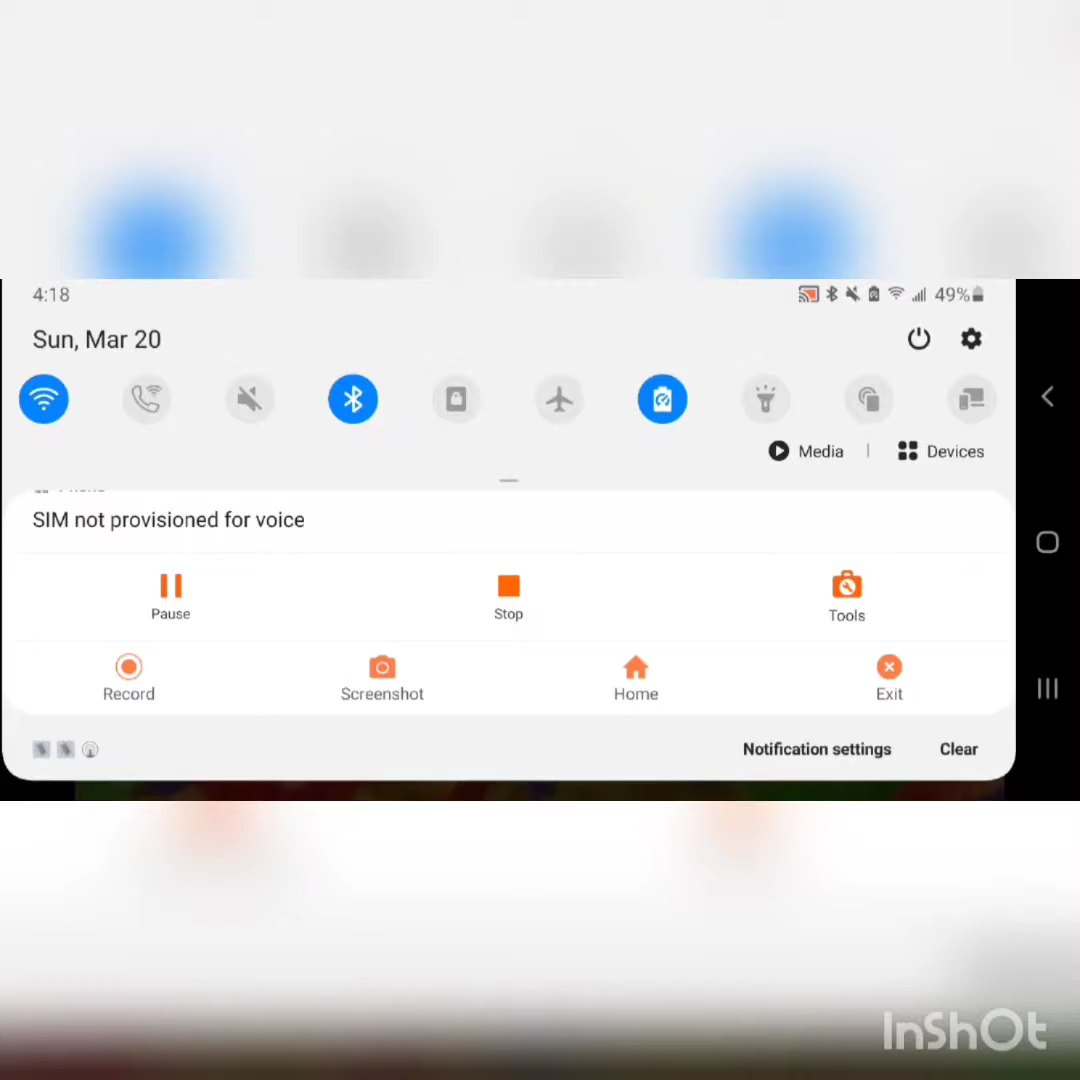 4:18
49%
Sun, Mar 20
Media | Devices
SIM not provisioned for voice
Pause
Stop
Tools
Record
Screenshot
Home
Exit
Notification settings
Clear
InShOt